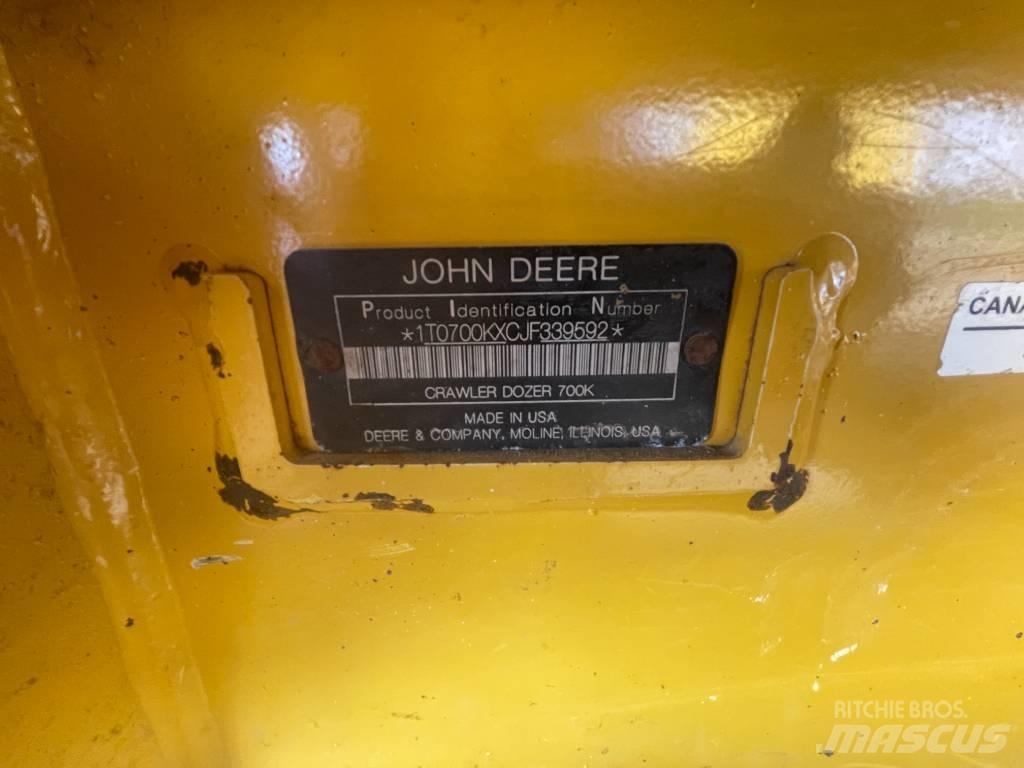 JOHN DEERE
Product Identification Number
*1T0700KXCJF339592*
CRAWLER DOZER 700K
MADE IN USA
DEERE & COMPANY, MOLINE, ILLINOIS, USA
CANA
RITCHIE BROS.
MASCUS